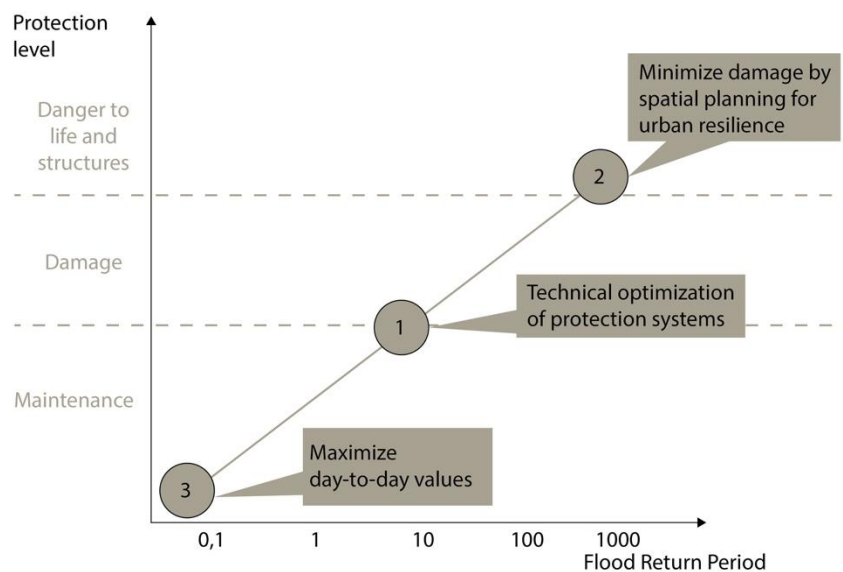 Protection
level
Danger to
life and
structures
Minimize damage by
spatial planning for
urban resilience
2
Damage
Technical optimization
of protection systems
1
Maintenance
Maximize
day-to-day values
3
0,1 1 10 100 1000
Flood Return Period